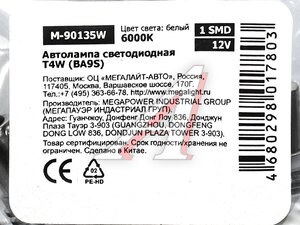 M-90135W
Цвет света: белый
6000K
1 SMD
12V
Автолампа светодиодная
T4W (BA9S)
Поставщик: ОЦ «МЕГАЛАЙТ-АВТО», Россия,
117405, Москва, Варшавское шоссе, 170Г.
Тел.: +7 (495) 363-66-78. http://www.megalight.ru
Изготовитель: MEGAPOWER INDUSTRIAL GROUP
(МЕГАПАУЭР ИНДАСТРИАЛ ГРУП)
Адрес: Гуанчжоу, Донфенг Донг Лоу 836, Донджун
Плаза Тауэр 3-903 (GUANGZHOU, DONGFENG
DONG LOU 836, DONDJUN PLAZA TOWER 3-903).
Товар сертифицирован. Срок хранения не ограничен.
Сделано в Китае.
02
PE-HD
4680298017803